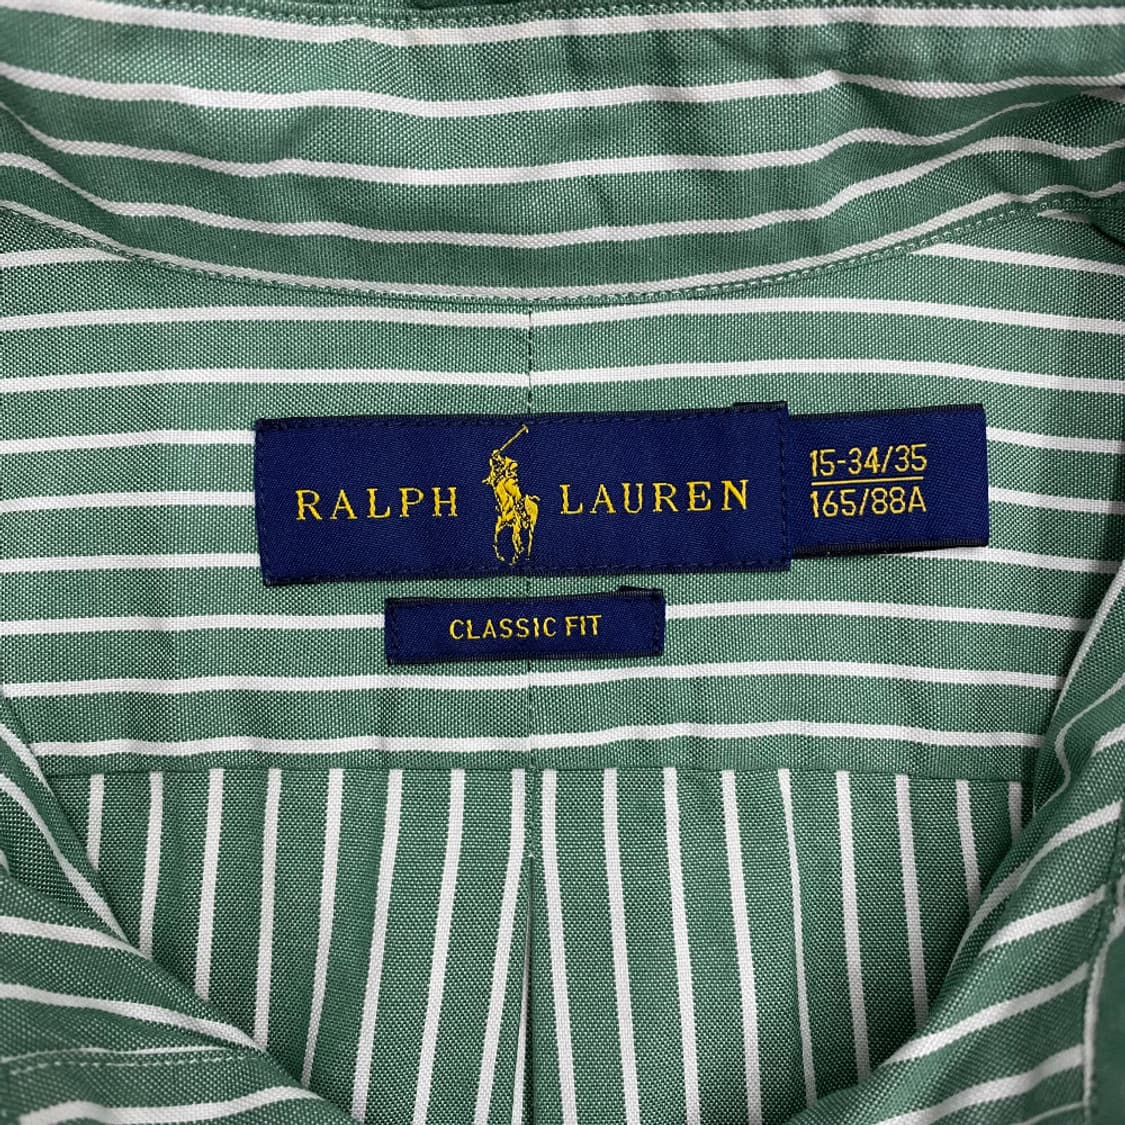 RALPH LAUREN
15-34/35
165/88A
CLASSIC FIT